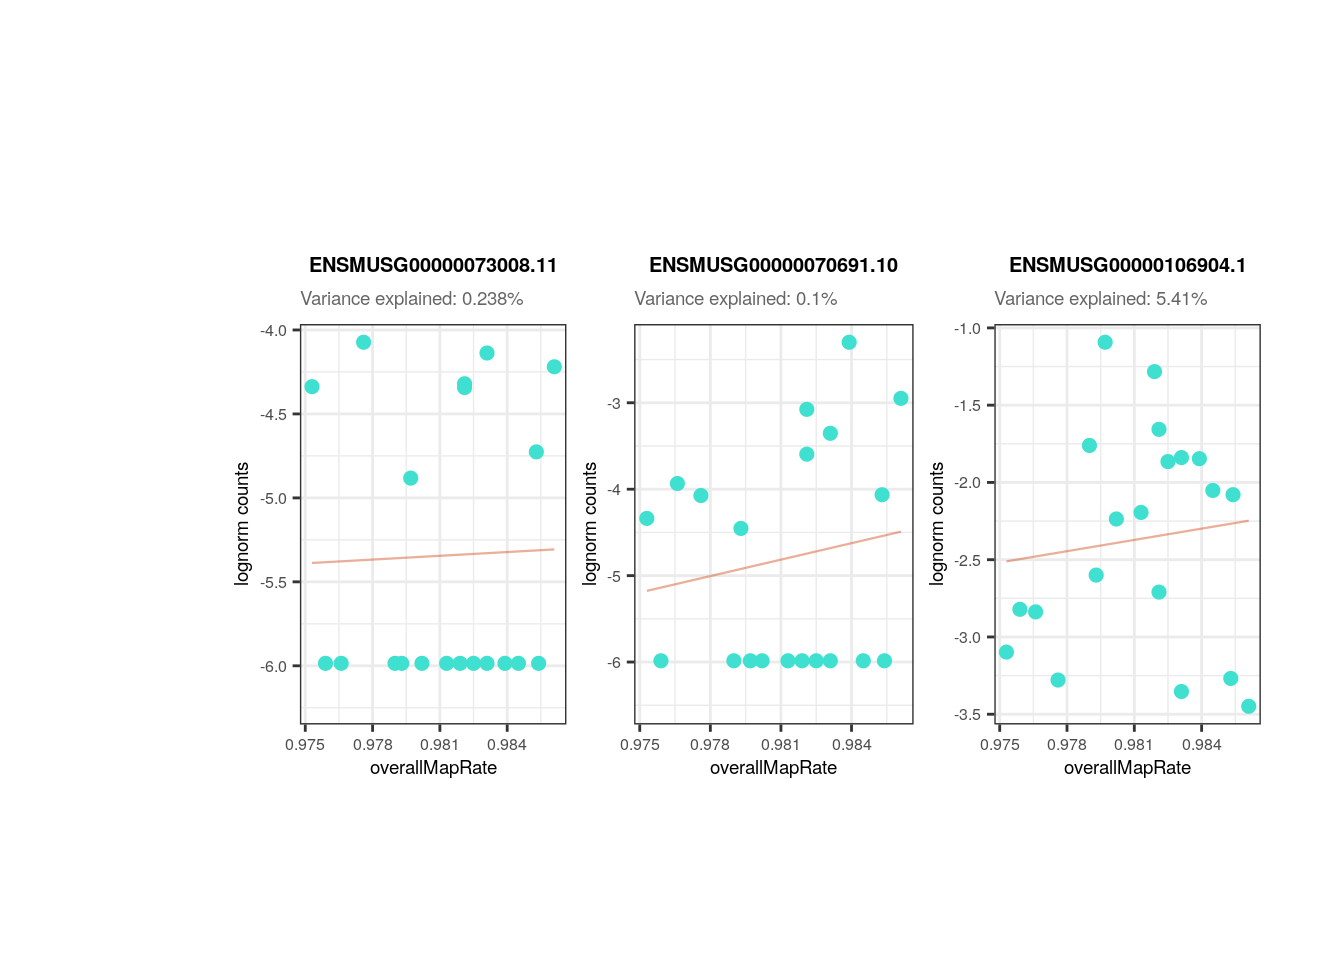 ENSMUSG00000073008.11
Variance explained: 0.238%
-4.0
-4.5
-5.0
-5.5
-6.0
lognorm counts
0.975 0.978 0.981 0.984
overallMapRate
ENSMUSG00000070691.10
Variance explained: 0.1%
-3
-4
-5
-6
lognorm counts
0.975 0.978 0.981 0.984
overallMapRate
ENSMUSG00000106904.1
Variance explained: 5.41%
-1.0
-1.5
-2.0
-2.5
-3.0
-3.5
lognorm counts
0.975 0.978 0.981 0.984
overallMapRate